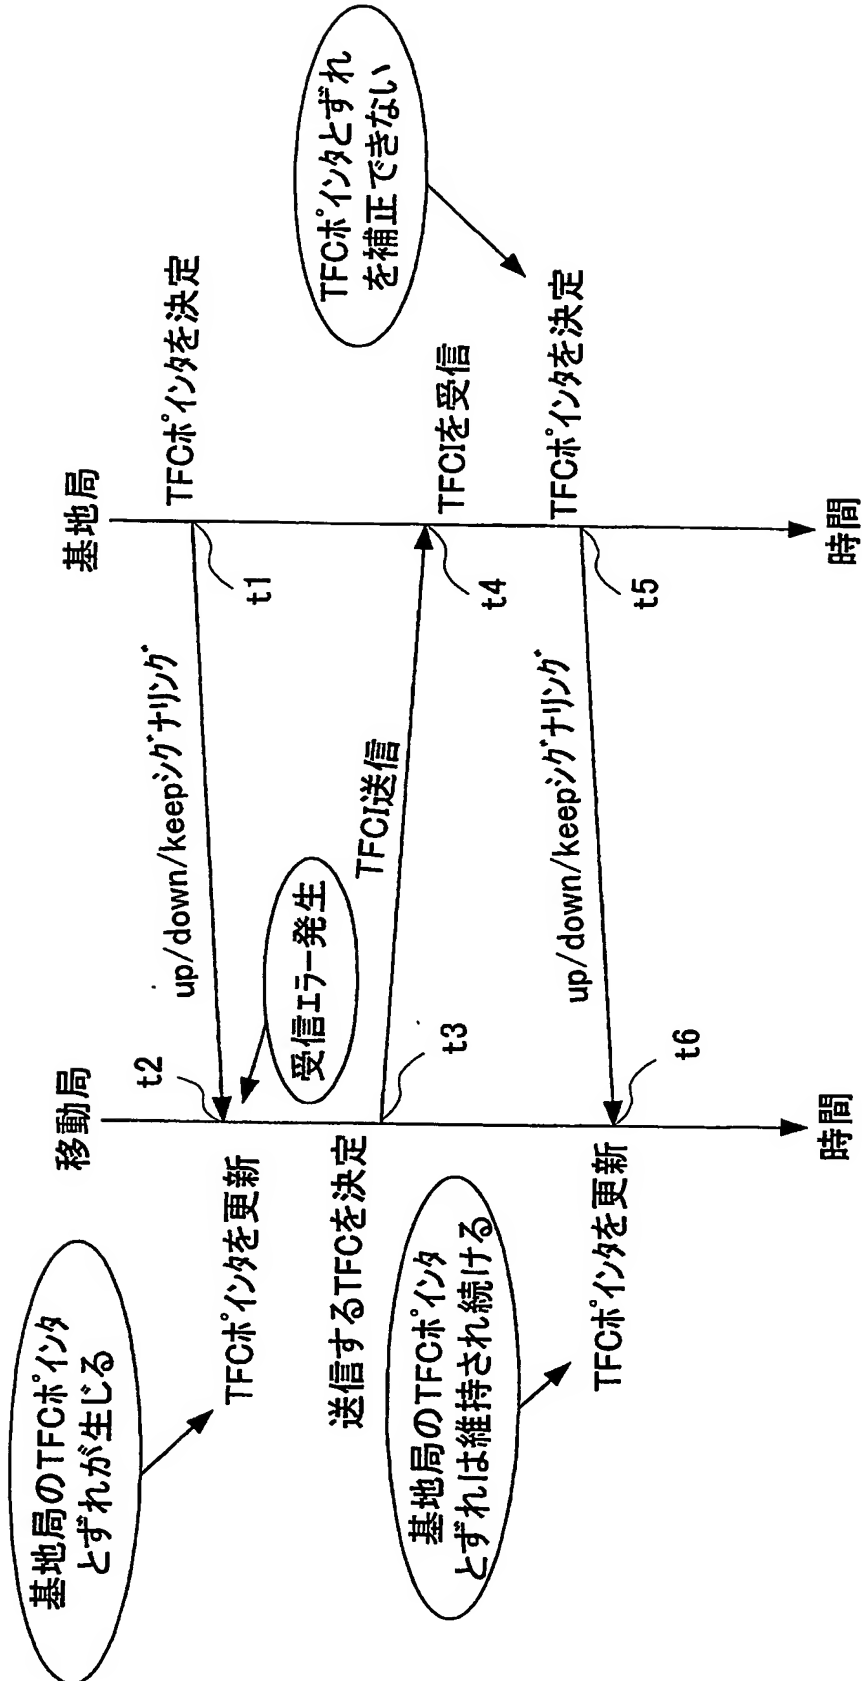 移動局
基地局
基地局のTFCポインタ
とずれが生じる
TFCポインタを更新
t2
up/down/keepシグナリング
t1
TFCポインタを決定
受信エラー発生
送信するTFCを決定
t3
TFCI送信
t4
TFCIを受信
TFCポインタとずれ
を補正できない
基地局のTFCポインタ
とずれは維持され続ける
TFCポインタを更新
t6
up/down/keepシグナリング
t5
TFCポインタを決定
時間
時間